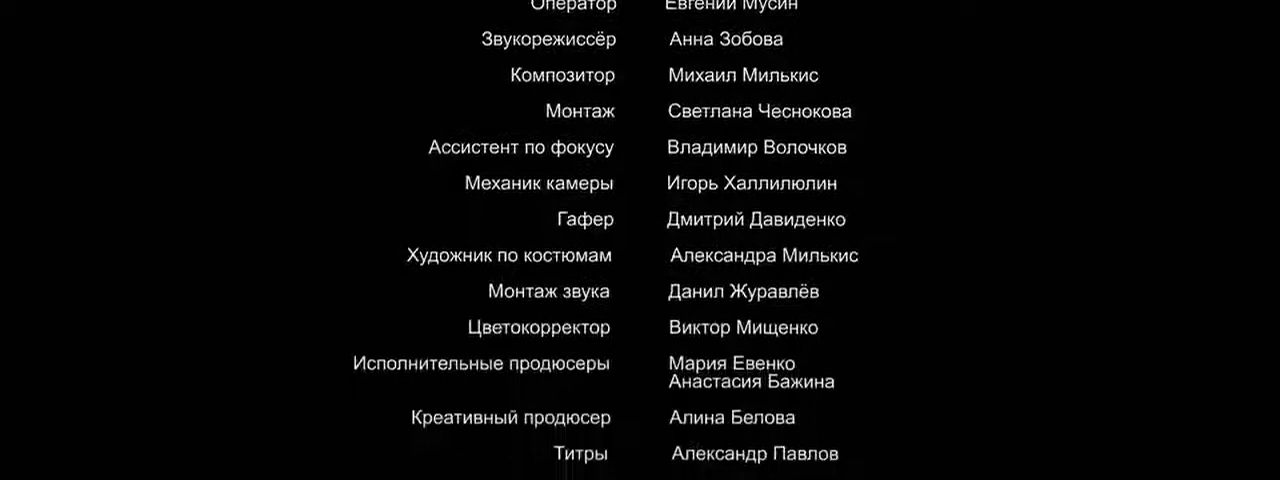 Оператор Евгений Мусин
Звукорежиссёр Анна Зобова
Композитор Михаил Милькис
Монтаж Светлана Чеснокова
Ассистент по фокусу Владимир Волочков
Механик камеры Игорь Халлилюлин
Гафер Дмитрий Давиденко
Художник по костюмам Александра Милькис
Монтаж звука Данил Журавлёв
Цветокорректор Виктор Мищенко
Исполнительные продюсеры Мария Евенко
Анастасия Бажина
Креативный продюсер Алина Белова
Титры Александр Павлов